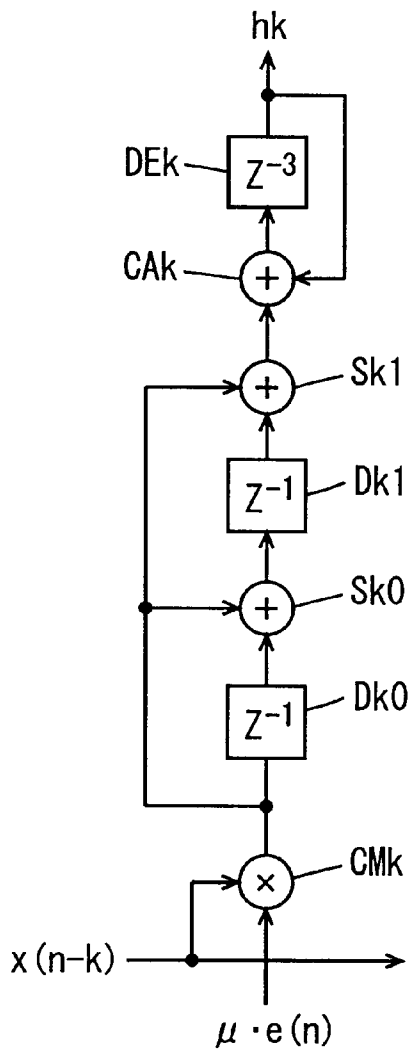 hk
DEk
Z⁻³
CAk
+
+
Sk1
Z⁻¹
Dk1
+
Sk0
Z⁻¹
Dk0
×
CMk
x(n-k)
μ・e(n)